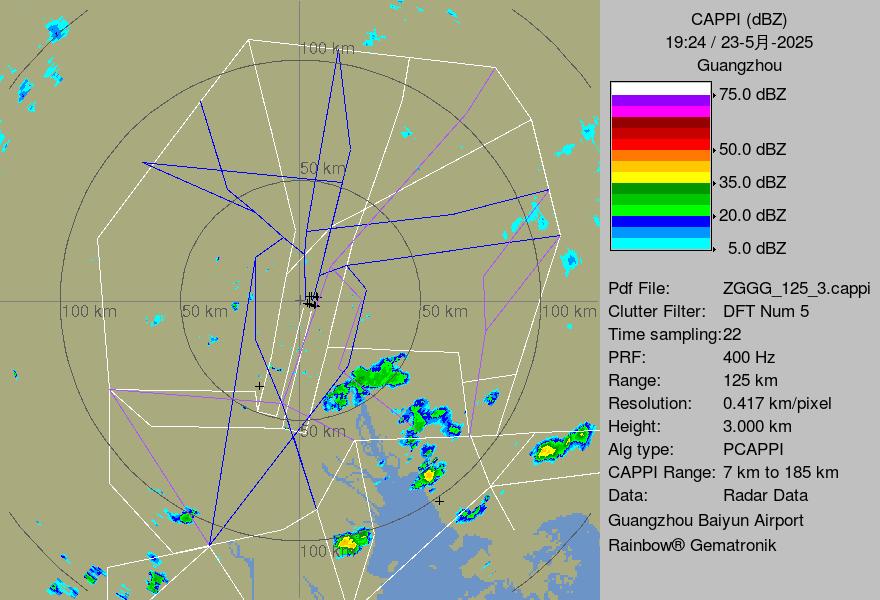 CAPPI (dBZ)
19:24 / 23-5月-2025
Guangzhou
75.0 dBZ
50.0 dBZ
35.0 dBZ
20.0 dBZ
5.0 dBZ
Pdf File: ZGGG_125_3.cappi
Clutter Filter: DFT Num 5
Time sampling:22
PRF: 400 Hz
Range: 125 km
Resolution: 0.417 km/pixel
Height: 3.000 km
Alg type: PCAPPI
CAPPI Range: 7 km to 185 km
Data: Radar Data
Guangzhou Baiyun Airport
Rainbow® Gematronik
100 km
50 km
100 km
50 km
50 km
100 km
50 km
100 km